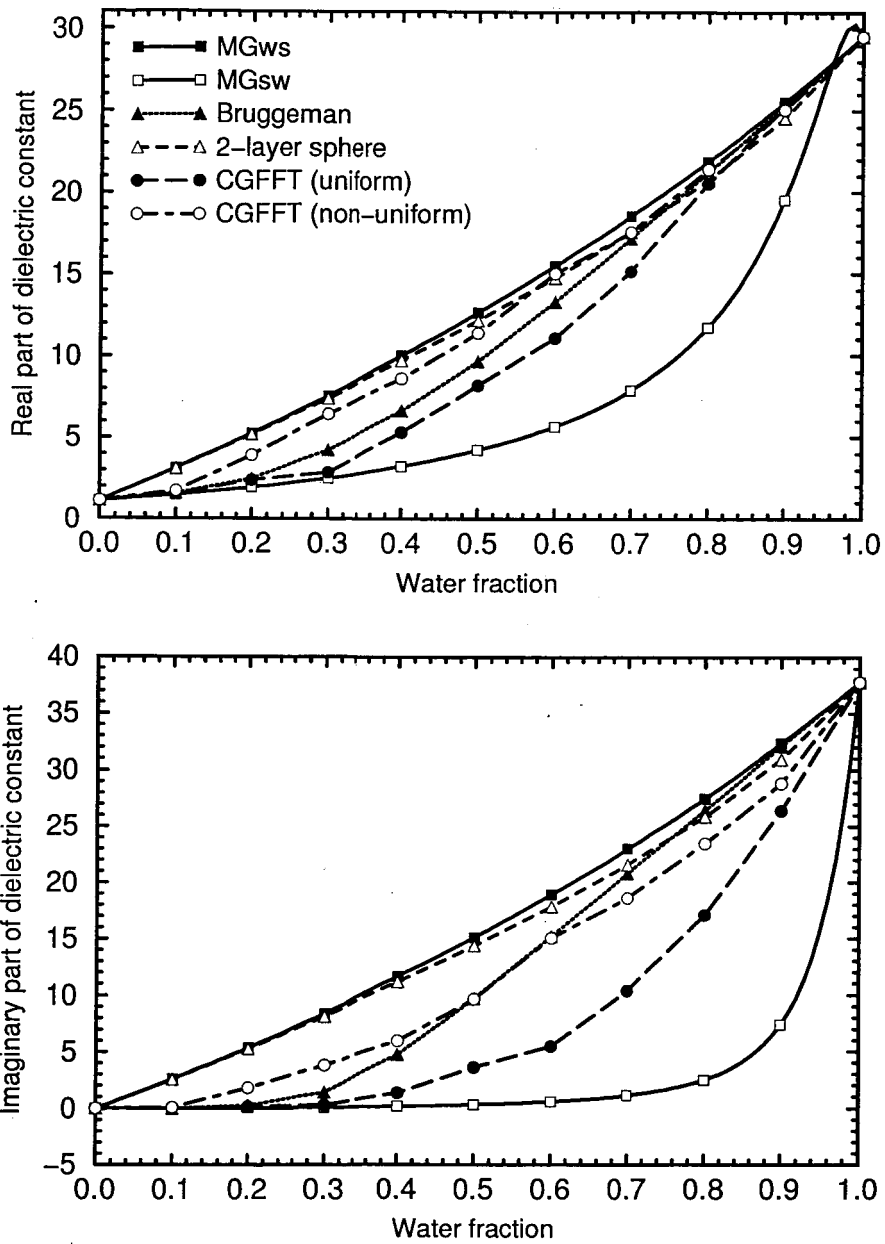 30
25
20
15
10
5
0
Real part of dielectric constant
MGws
MGsw
Bruggeman
2-layer sphere
CGFFT (uniform)
CGFFT (non-uniform)
0.0 0.1 0.2 0.3 0.4 0.5 0.6 0.7 0.8 0.9 1.0
Water fraction
40
35
30
25
20
15
10
5
0
-5
Imaginary part of dielectric constant
0.0 0.1 0.2 0.3 0.4 0.5 0.6 0.7 0.8 0.9 1.0
Water fraction